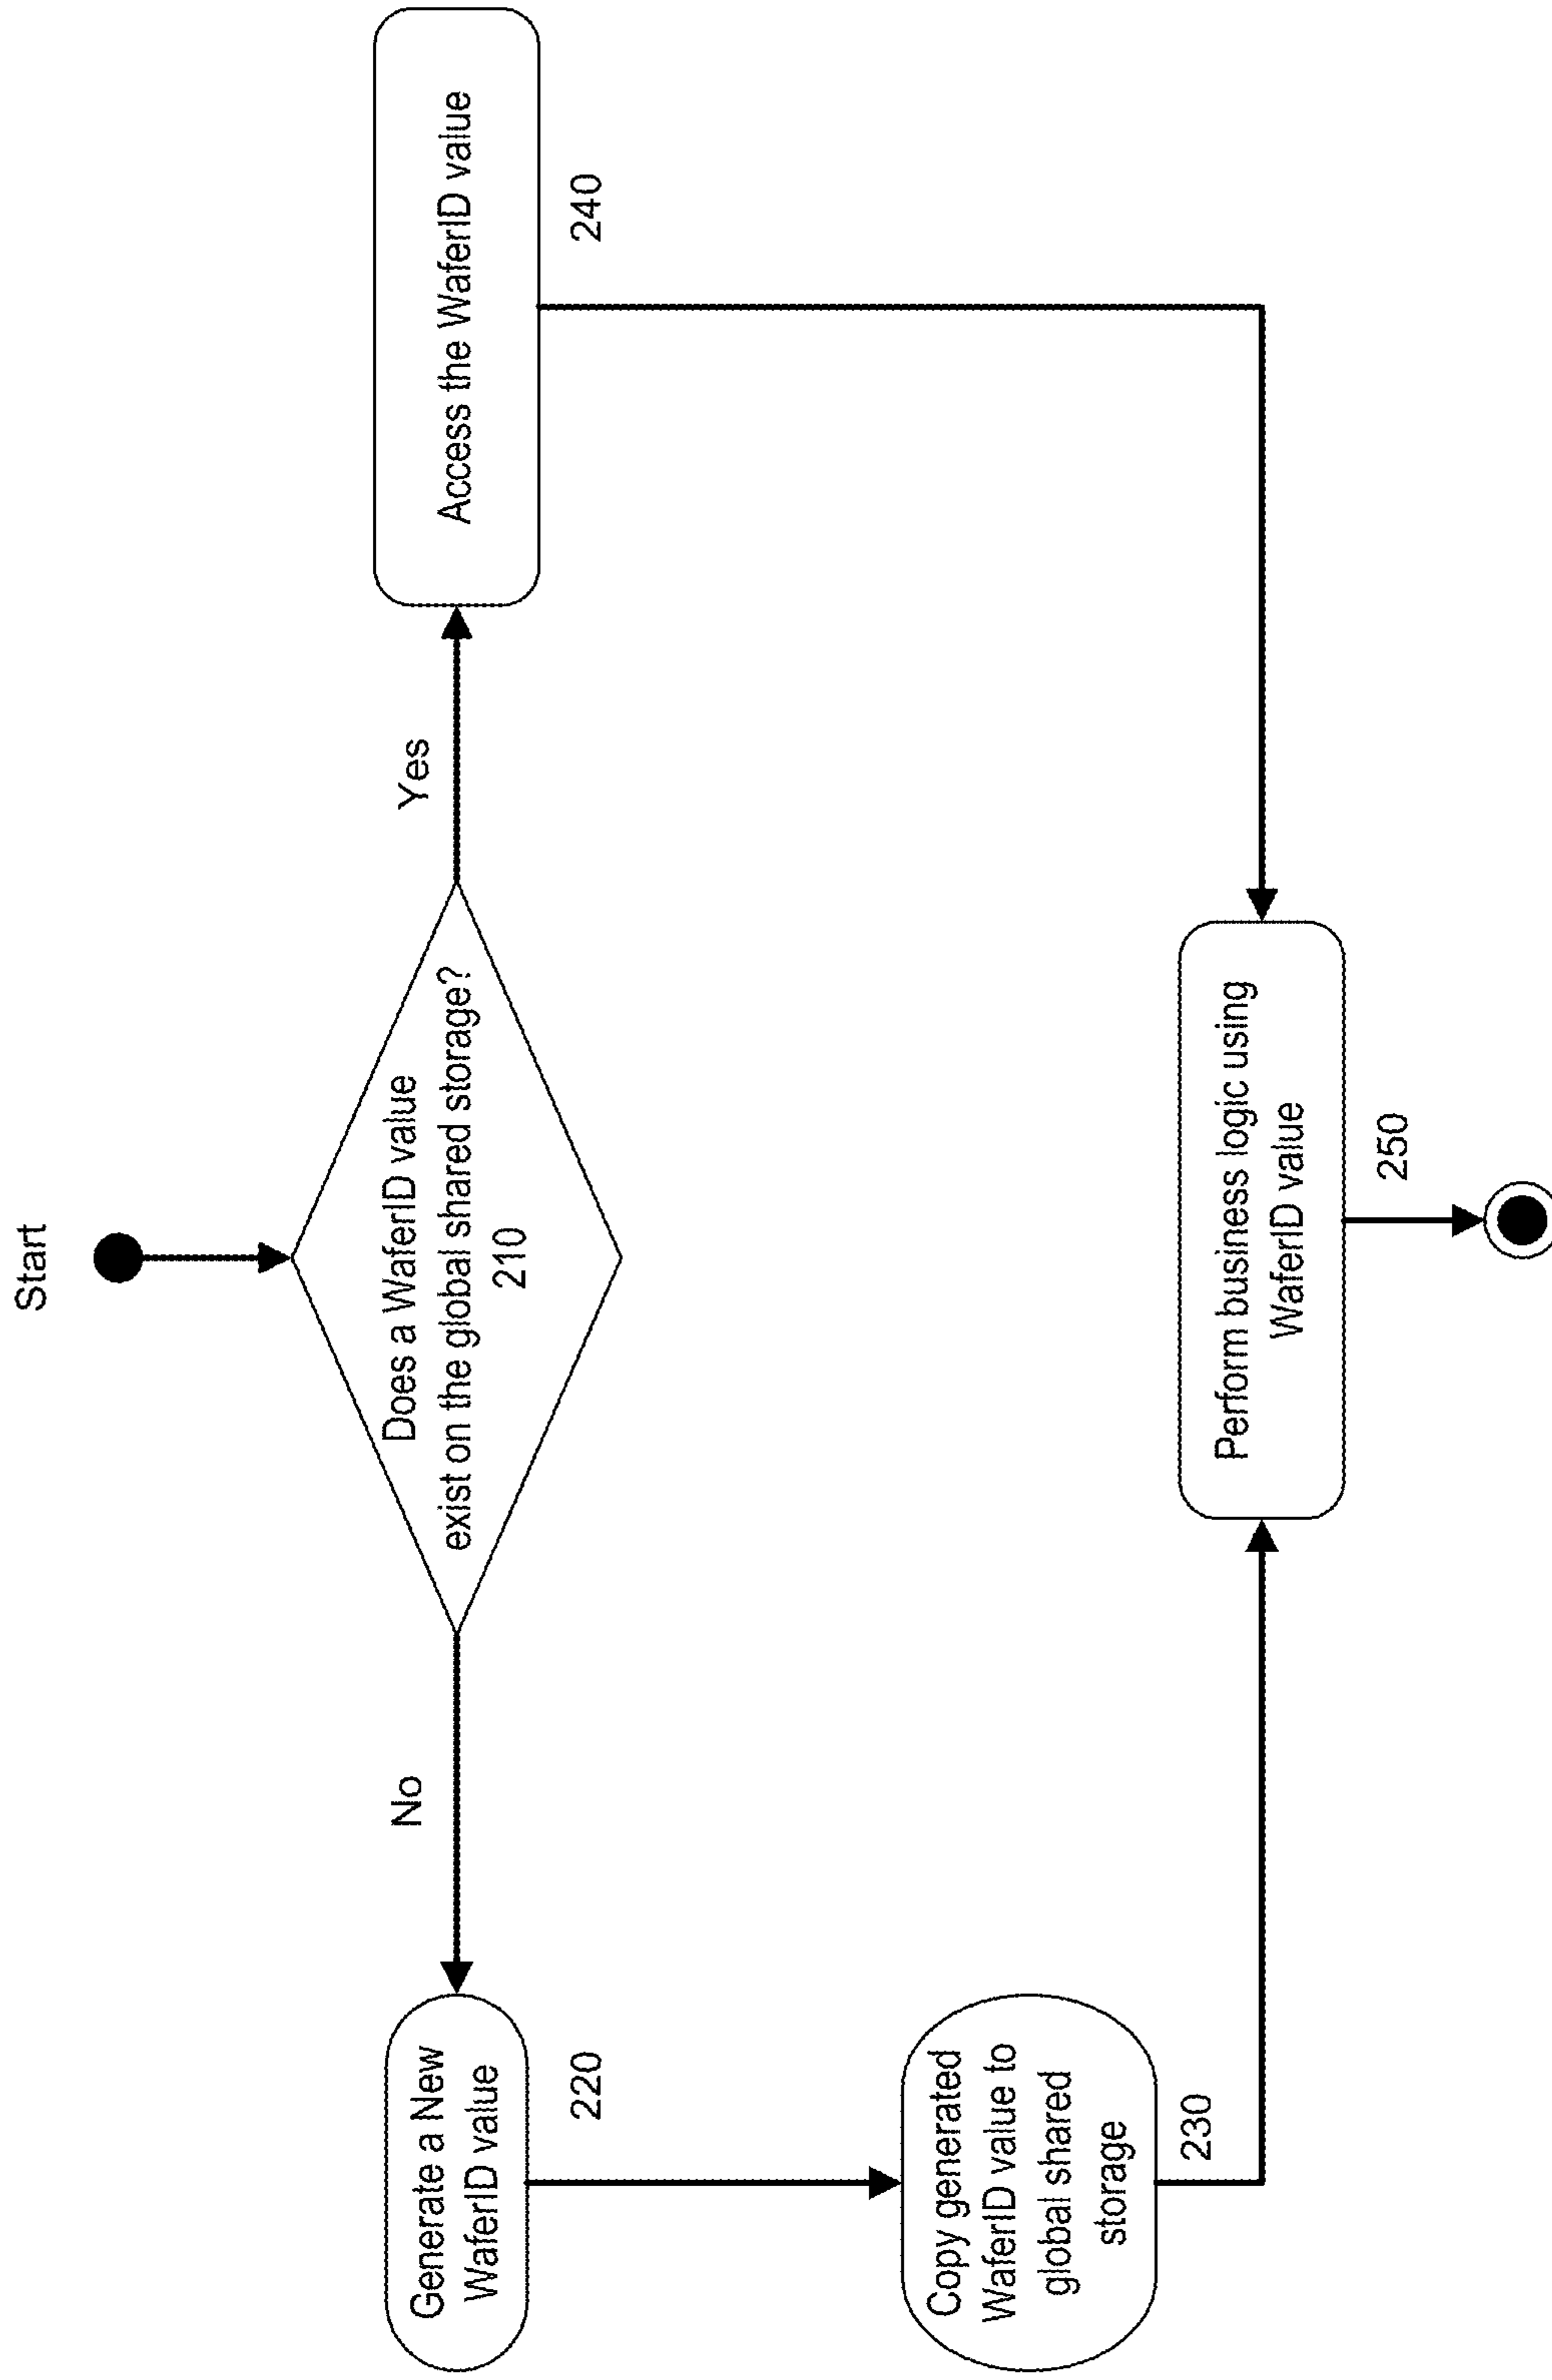 Start
Does a WaferID value
exist on the global shared storage?
210
No
Yes
Generate a New
WaferID value
220
Access the WaferID value
240
Copy generated
WaferID value to
global shared
storage
230
Perform business logic using
WaferID value
250